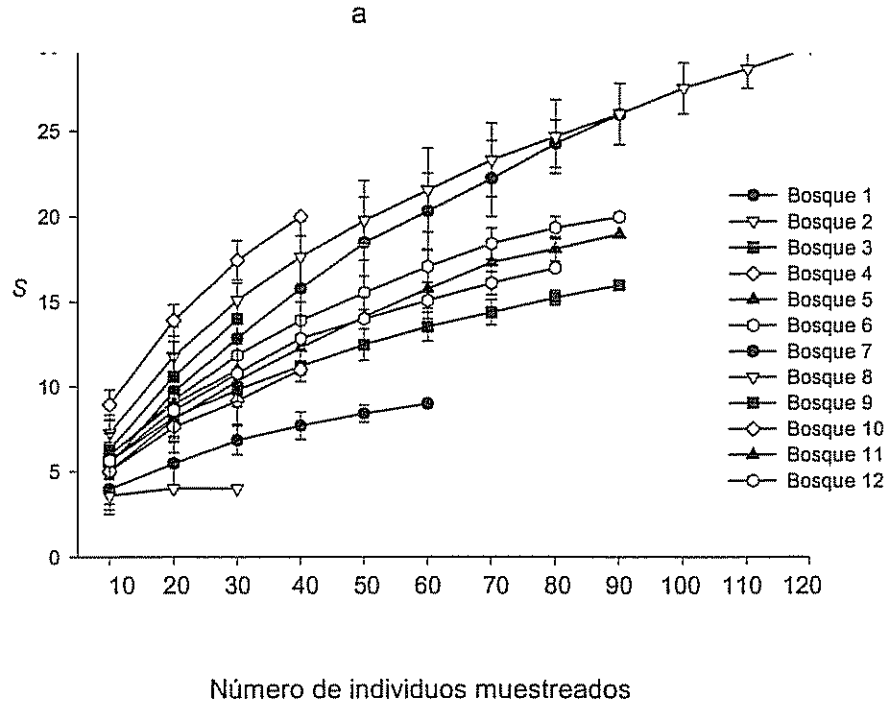 a
25
20
15
10
5
0
S
10 20 30 40 50 60 70 80 90 100 110 120
Número de individuos muestreados
Bosque 1
Bosque 2
Bosque 3
Bosque 4
Bosque 5
Bosque 6
Bosque 7
Bosque 8
Bosque 9
Bosque 10
Bosque 11
Bosque 12